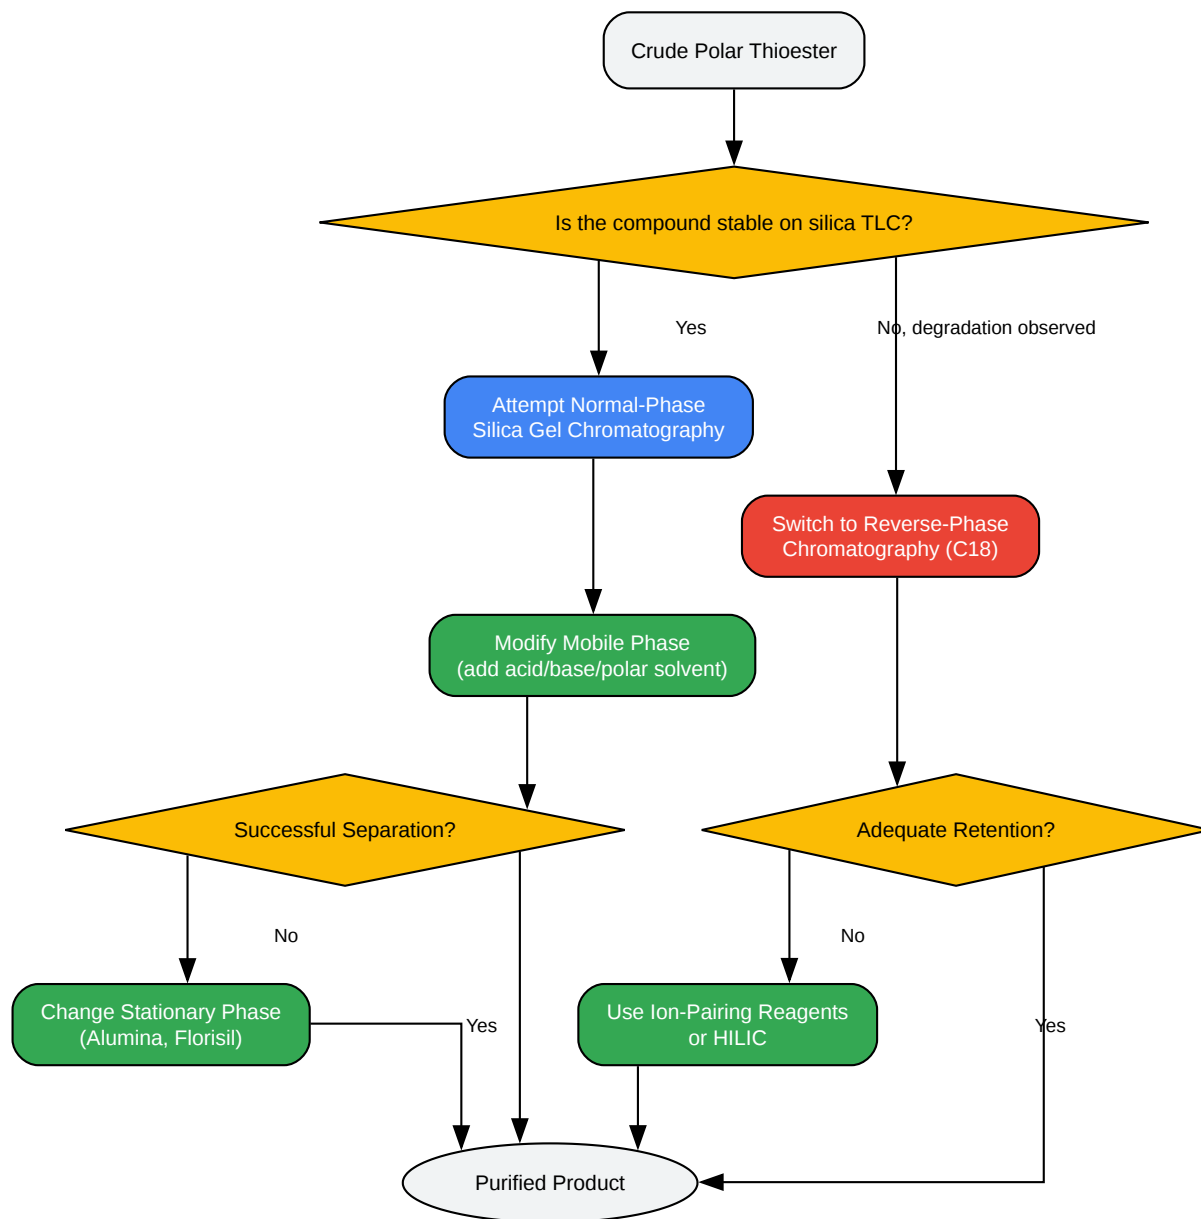 Crude Polar Thioester
Is the compound stable on silica TLC?
Yes
No, degradation observed
Attempt Normal-Phase
Silica Gel Chromatography
Switch to Reverse-Phase
Chromatography (C18)
Modify Mobile Phase
(add acid/base/polar solvent)
Successful Separation?
Adequate Retention?
No
No
Change Stationary Phase
(Alumina, Florisil)
Yes
Use Ion-Pairing Reagents
or HILIC
Yes
Purified Product